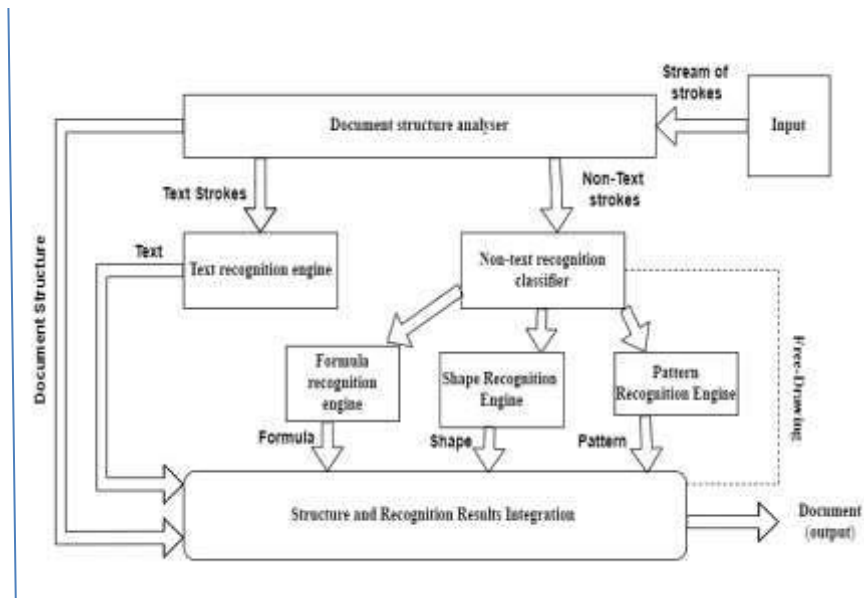 Stream of
strokes
Document structure analyser
Input
Text Strokes
Non-Text
strokes
Text
Text recognition engine
Non-text recognition
classifier
Document Structure
Free-Drawing
Formula
recognition
engine
Shape Recognition
Engine
Pattern
Recognition Engine
Formula
Shape
Pattern
Structure and Recognition Results Integration
Document
(output)